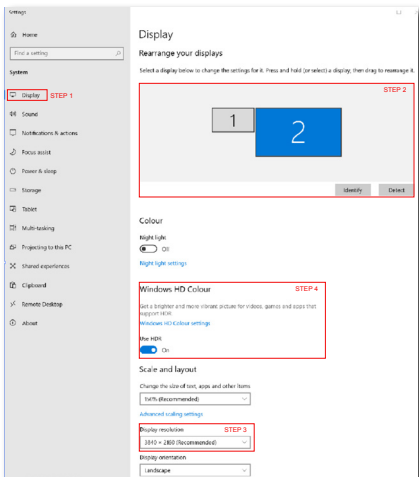 Settings
Home
Find a setting
System
Display STEP 1
Sound
Notifications & actions
Focus assist
Power & sleep
Storage
Tablet
Multi-tasking
Projecting to this PC
Shared experiences
Clipboard
Remote Desktop
About
Display
Rearrange your displays
Select a display below to change the settings for it. Press and hold (or select) a display, then drag to rearrange it.
STEP 2
1 2
Identify Detect
Colour
Night light
Off
Night light settings
Windows HD Colour STEP 4
Get a brighter and more vibrant picture for videos, games and apps that
support HDR.
Windows HD Colour settings
Use HDR
On
Scale and layout
Change the size of text, apps and other items
(Recommended)
Advanced scaling settings
Display resolution STEP 3
3840 × 2160 (Recommended)
Display orientation
Landscape